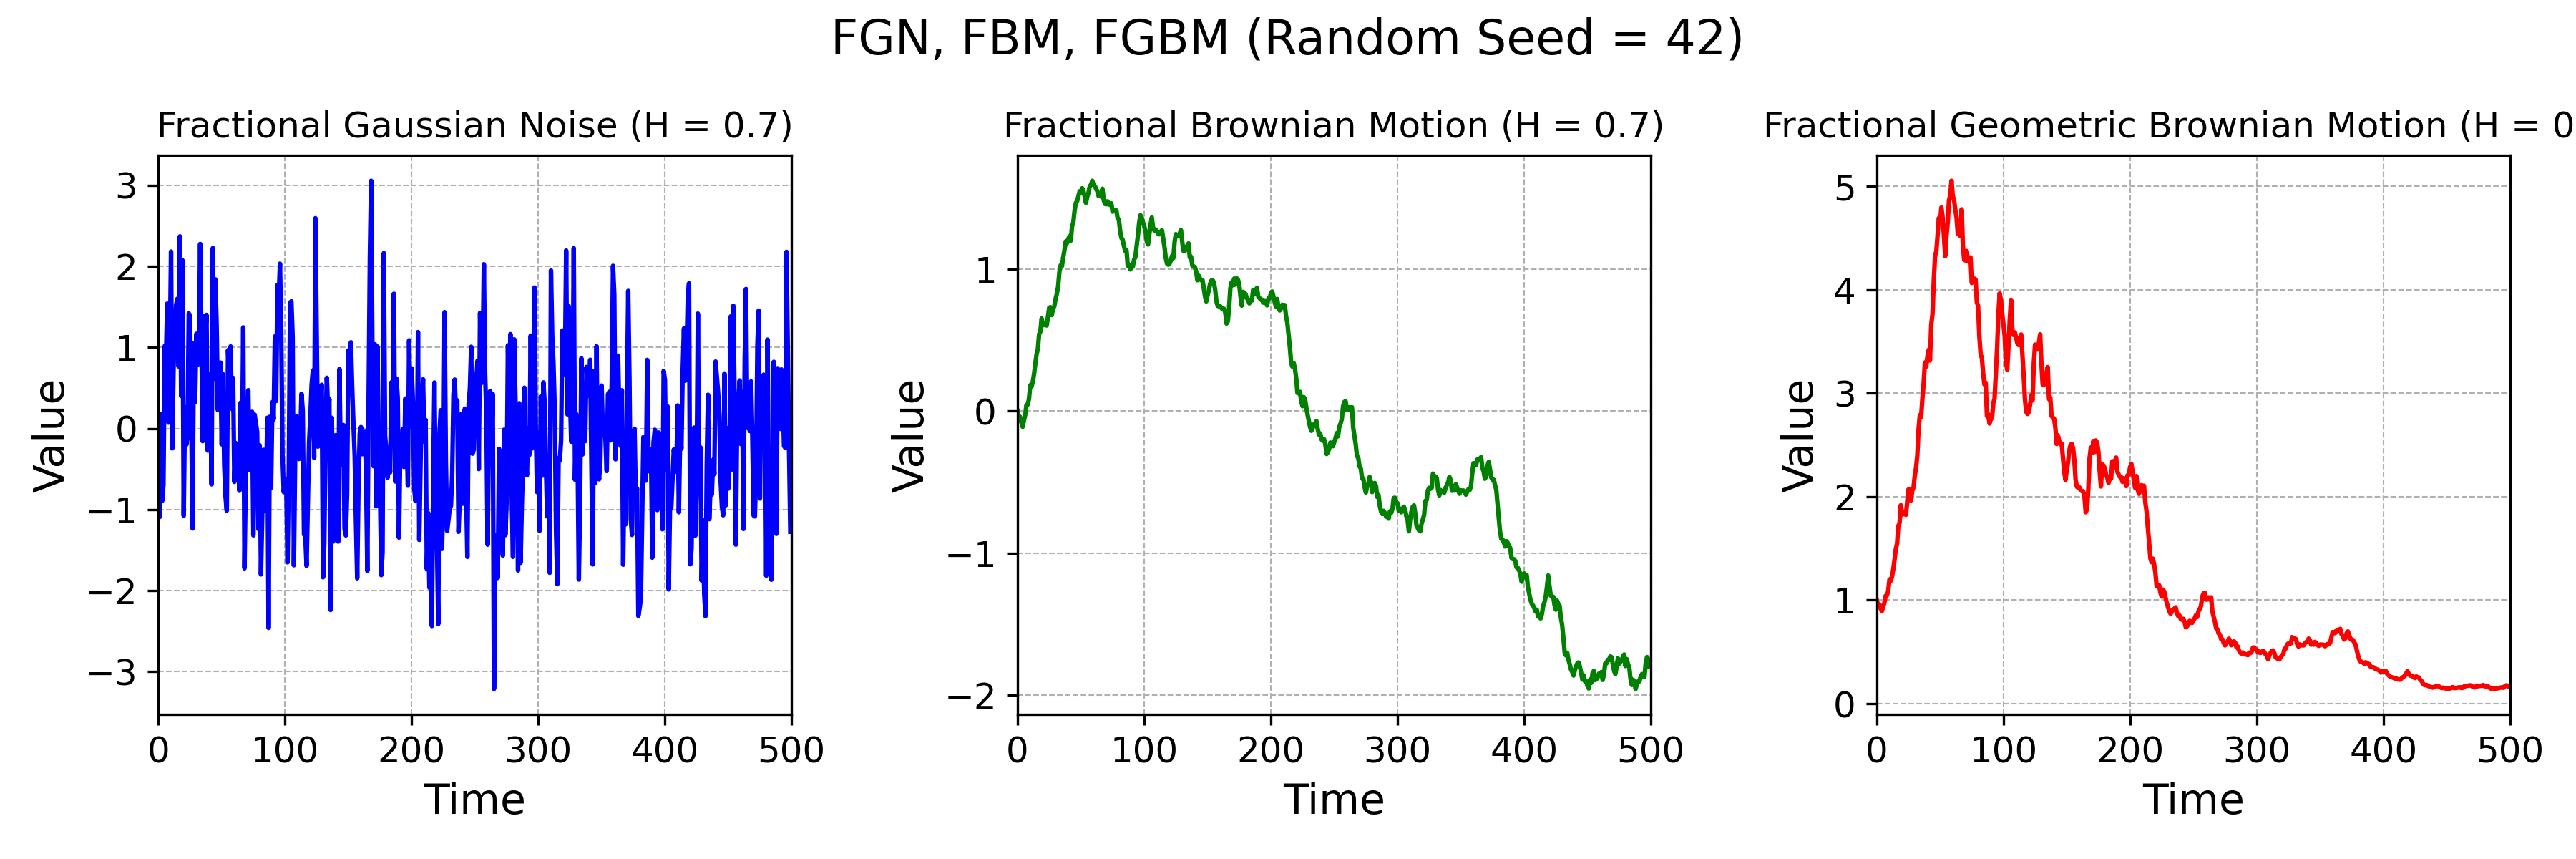 FGN, FBM, FGBM (Random Seed = 42)
Fractional Gaussian Noise (H = 0.7)
3
2
1
0
−1
−2
−3
Value
0 100 200 300 400 500
Time
Fractional Brownian Motion (H = 0.7)
1
0
−1
−2
Value
0 100 200 300 400 500
Time
Fractional Geometric Brownian Motion (H = 0
5
4
3
2
1
0
Value
0 100 200 300 400 500
Time